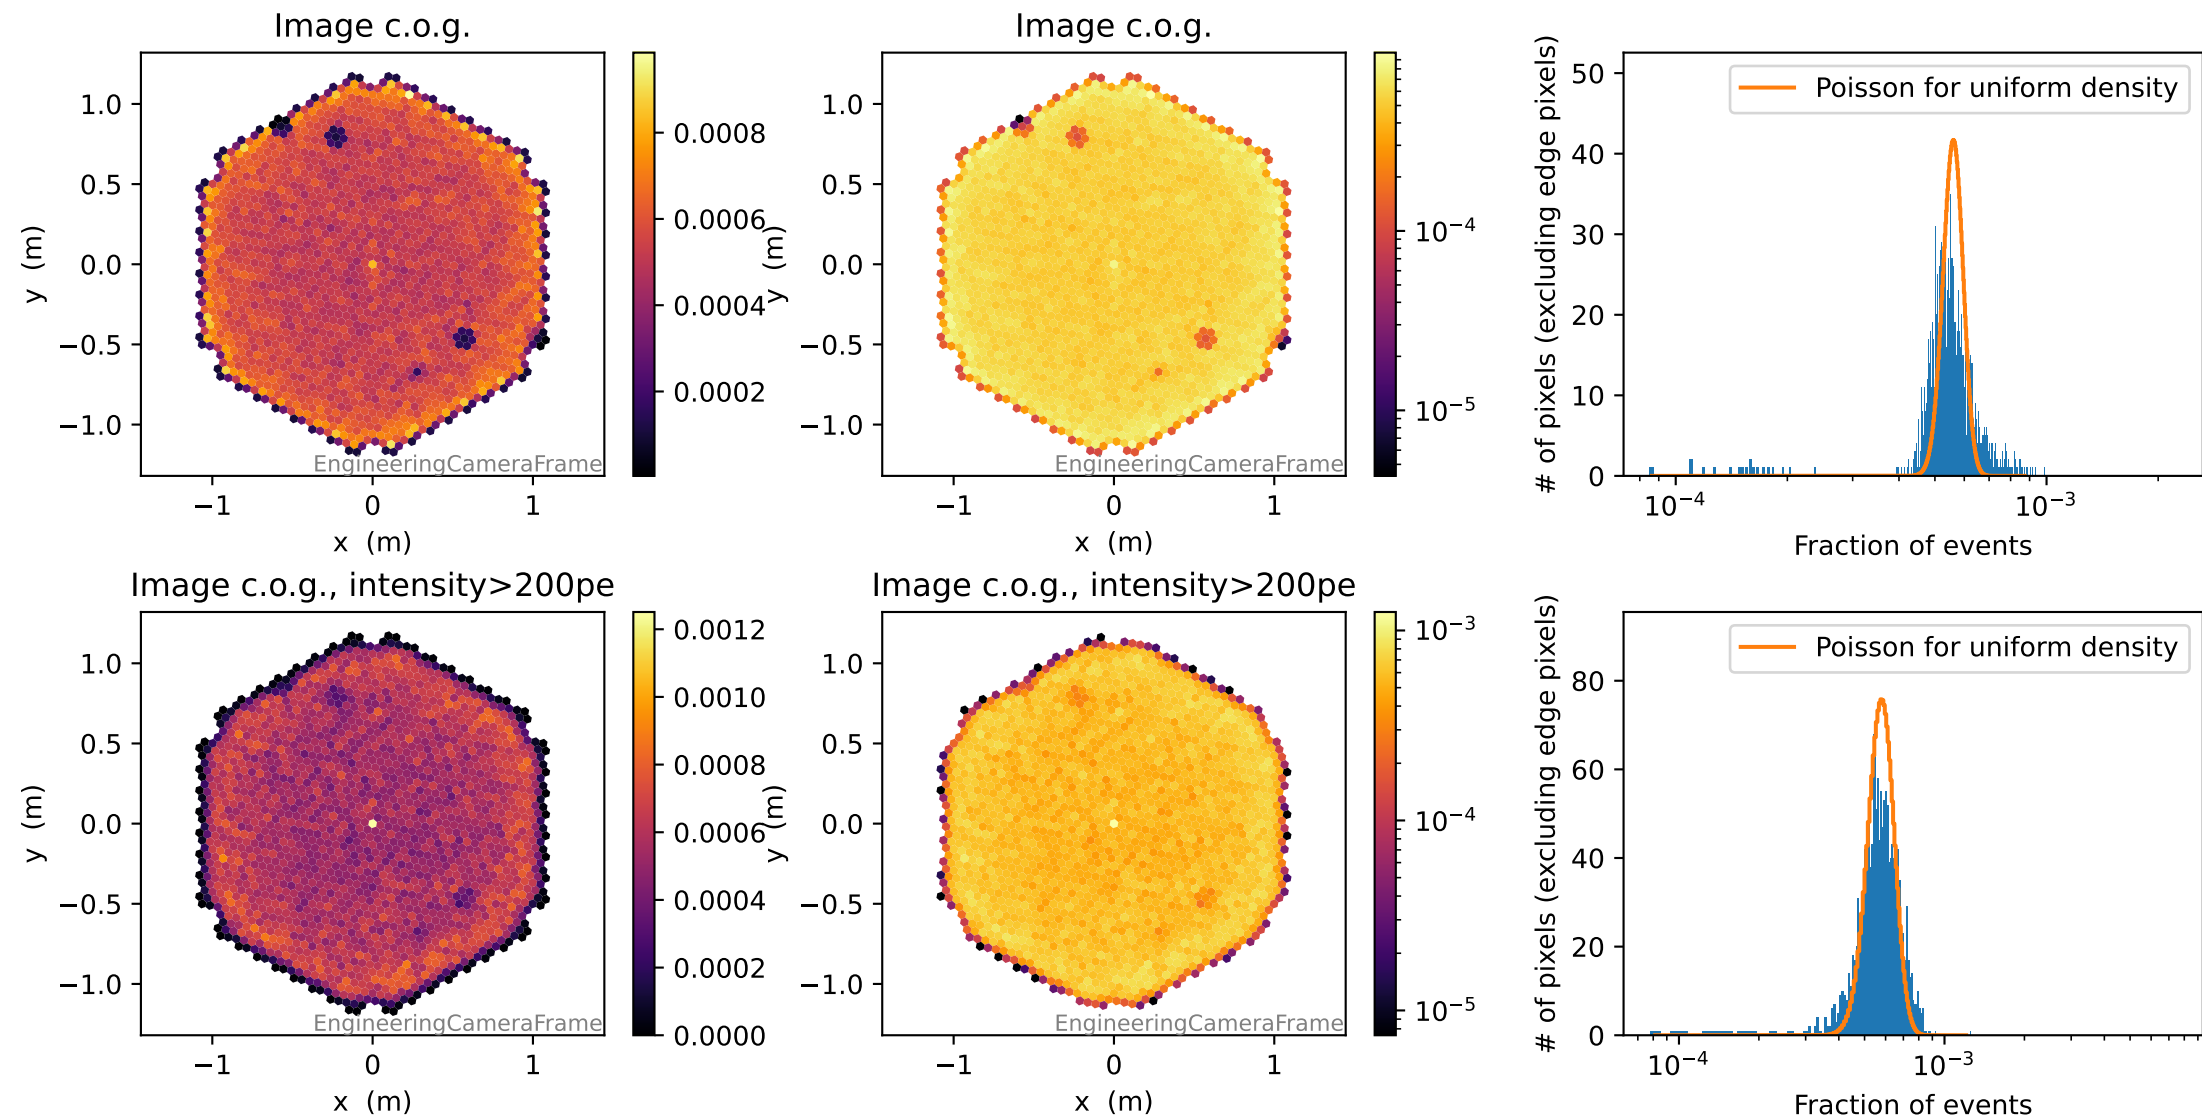 Image c.o.g.
1.0
0.5
0.0
−0.5
−1.0
y (m)
−1
0
1
x (m)
EngineeringCameraFrame
0.0008
0.0006
0.0004
0.0002
Image c.o.g.
1.0
0.5
0.0
−0.5
−1.0
y (m)
−1
0
1
x (m)
EngineeringCameraFrame
10⁻⁴
10⁻⁵
50
40
30
20
10
0
# of pixels (excluding edge pixels)
Poisson for uniform density
10⁻⁴
10⁻³
Fraction of events
Image c.o.g., intensity>200pe
1.0
0.5
0.0
−0.5
−1.0
y (m)
−1
0
1
x (m)
EngineeringCameraFrame
0.0012
0.0010
0.0008
0.0006
0.0004
0.0002
0.0000
Image c.o.g., intensity>200pe
1.0
0.5
0.0
−0.5
−1.0
y (m)
−1
0
1
x (m)
EngineeringCameraFrame
10⁻³
10⁻⁴
10⁻⁵
80
60
40
20
0
# of pixels (excluding edge pixels)
Poisson for uniform density
10⁻⁴
10⁻³
Fraction of events